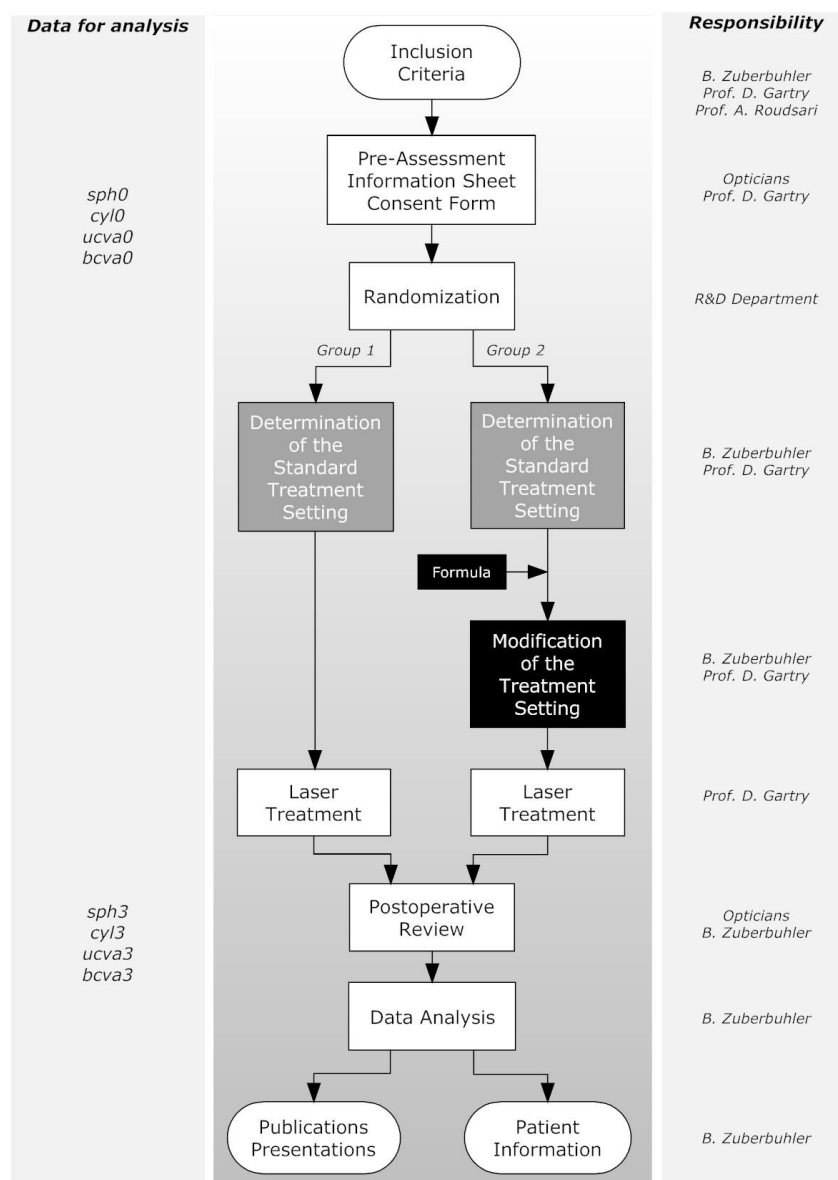 Data for analysis
Responsibility
Inclusion
Criteria
B. Zuberbuhler
Prof. D. Gartry
Prof. A. Roudsari
Pre-Assessment
Information Sheet
Consent Form
Opticians
Prof. D. Gartry
sph0
cyl0
ucva0
bcva0
Randomization
R&D Department
Group 1
Group 2
Determination
of the
Standard
Treatment
Setting
Determination
of the
Standard
Treatment
Setting
B. Zuberbuhler
Prof. D. Gartry
Formula
Modification
of the
Treatment
Setting
B. Zuberbuhler
Prof. D. Gartry
Laser
Treatment
Laser
Treatment
Prof. D. Gartry
sph3
cyl3
ucva3
bcva3
Postoperative
Review
Opticians
B. Zuberbuhler
Data Analysis
B. Zuberbuhler
Publications
Presentations
Patient
Information
B. Zuberbuhler